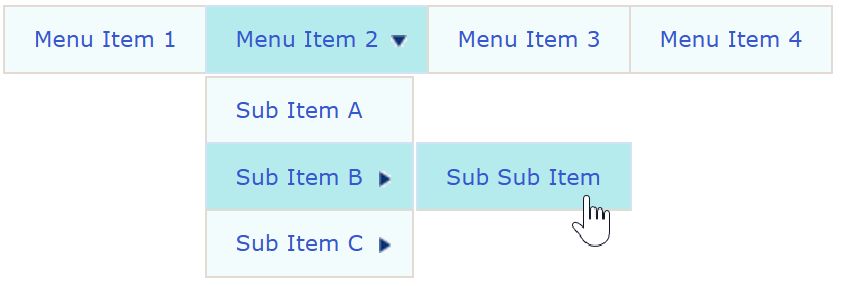 Menu Item 1 Menu Item 2 Menu Item 3 Menu Item 4
Sub Item A
Sub Item B Sub Sub Item
Sub Item C